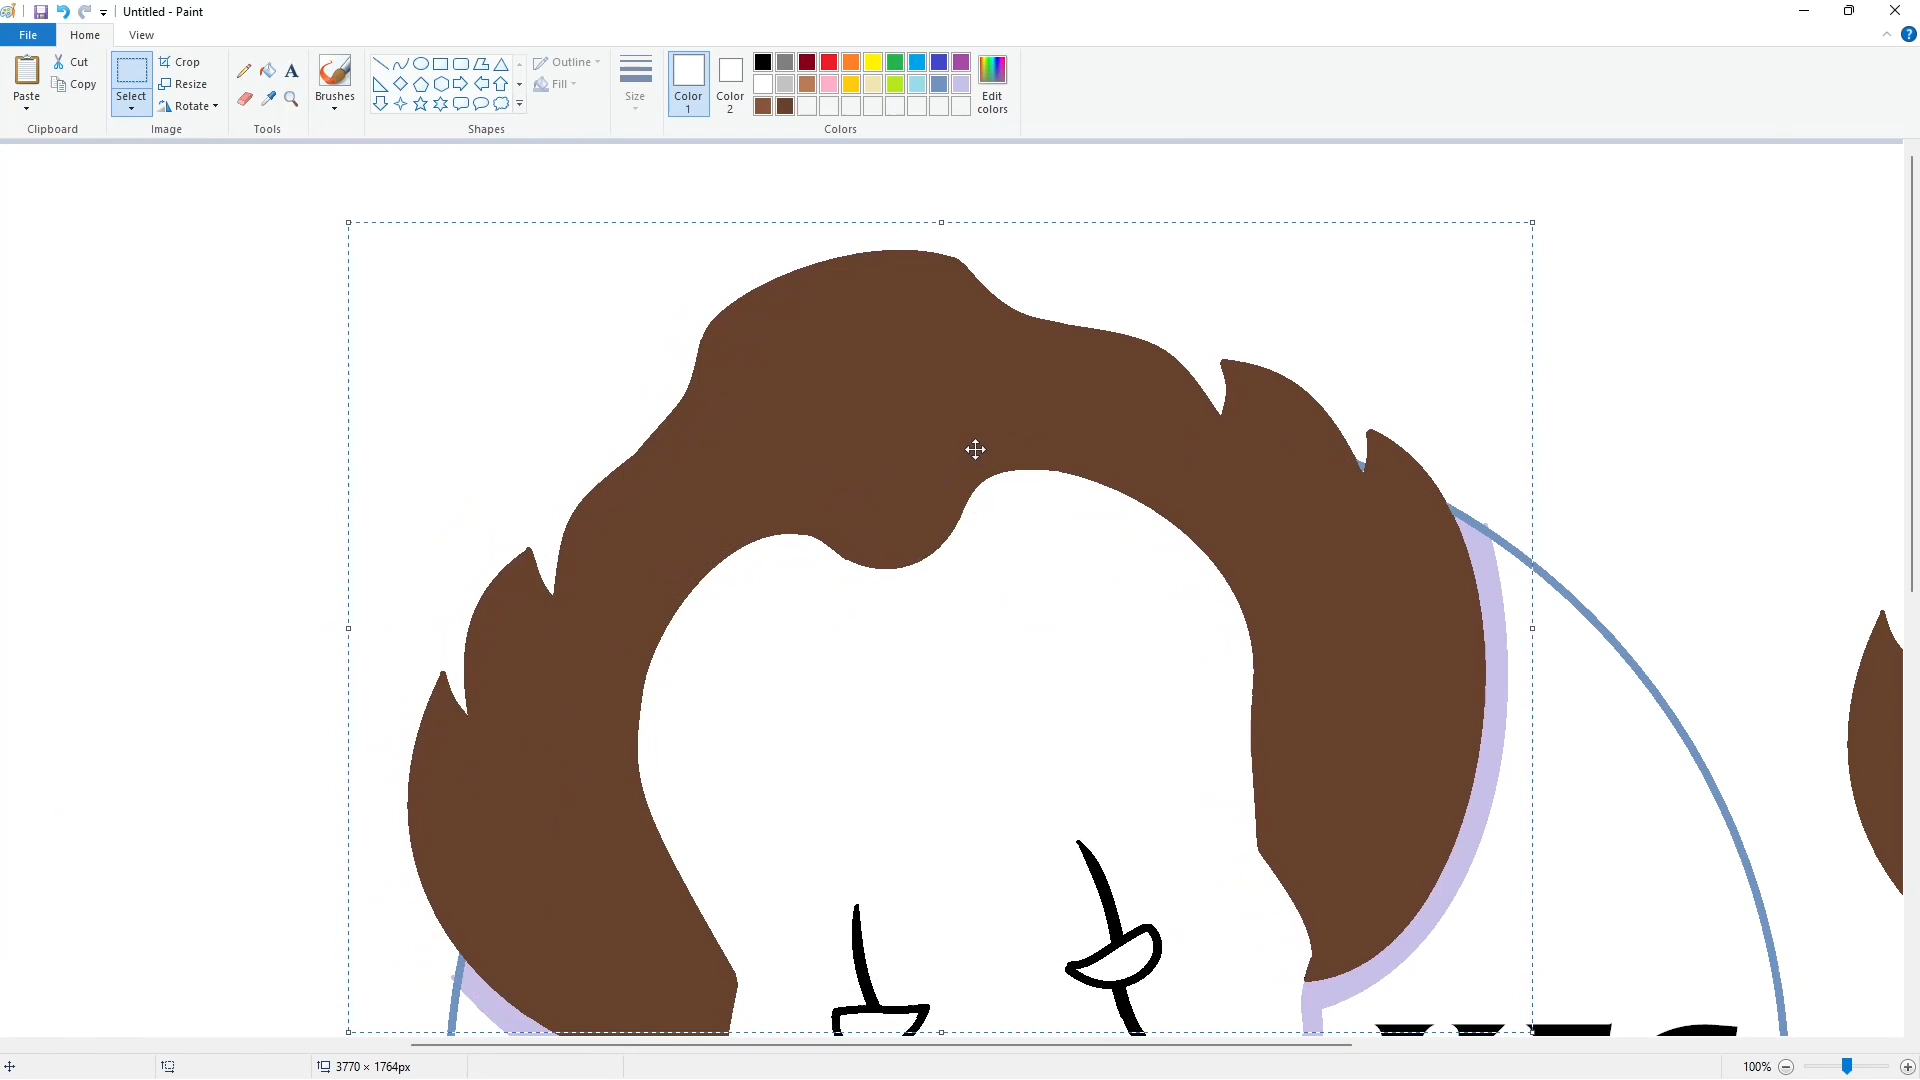 Untitled - Paint
File
Home
View
Paste
Cut
Copy
Clipboard
Select
Crop
Resize
Rotate
Image
A
Tools
Brushes
Outline
Fill
Shapes
Size
Color 1
Color 2
Edit colors
Colors
3770 × 1764px
100%